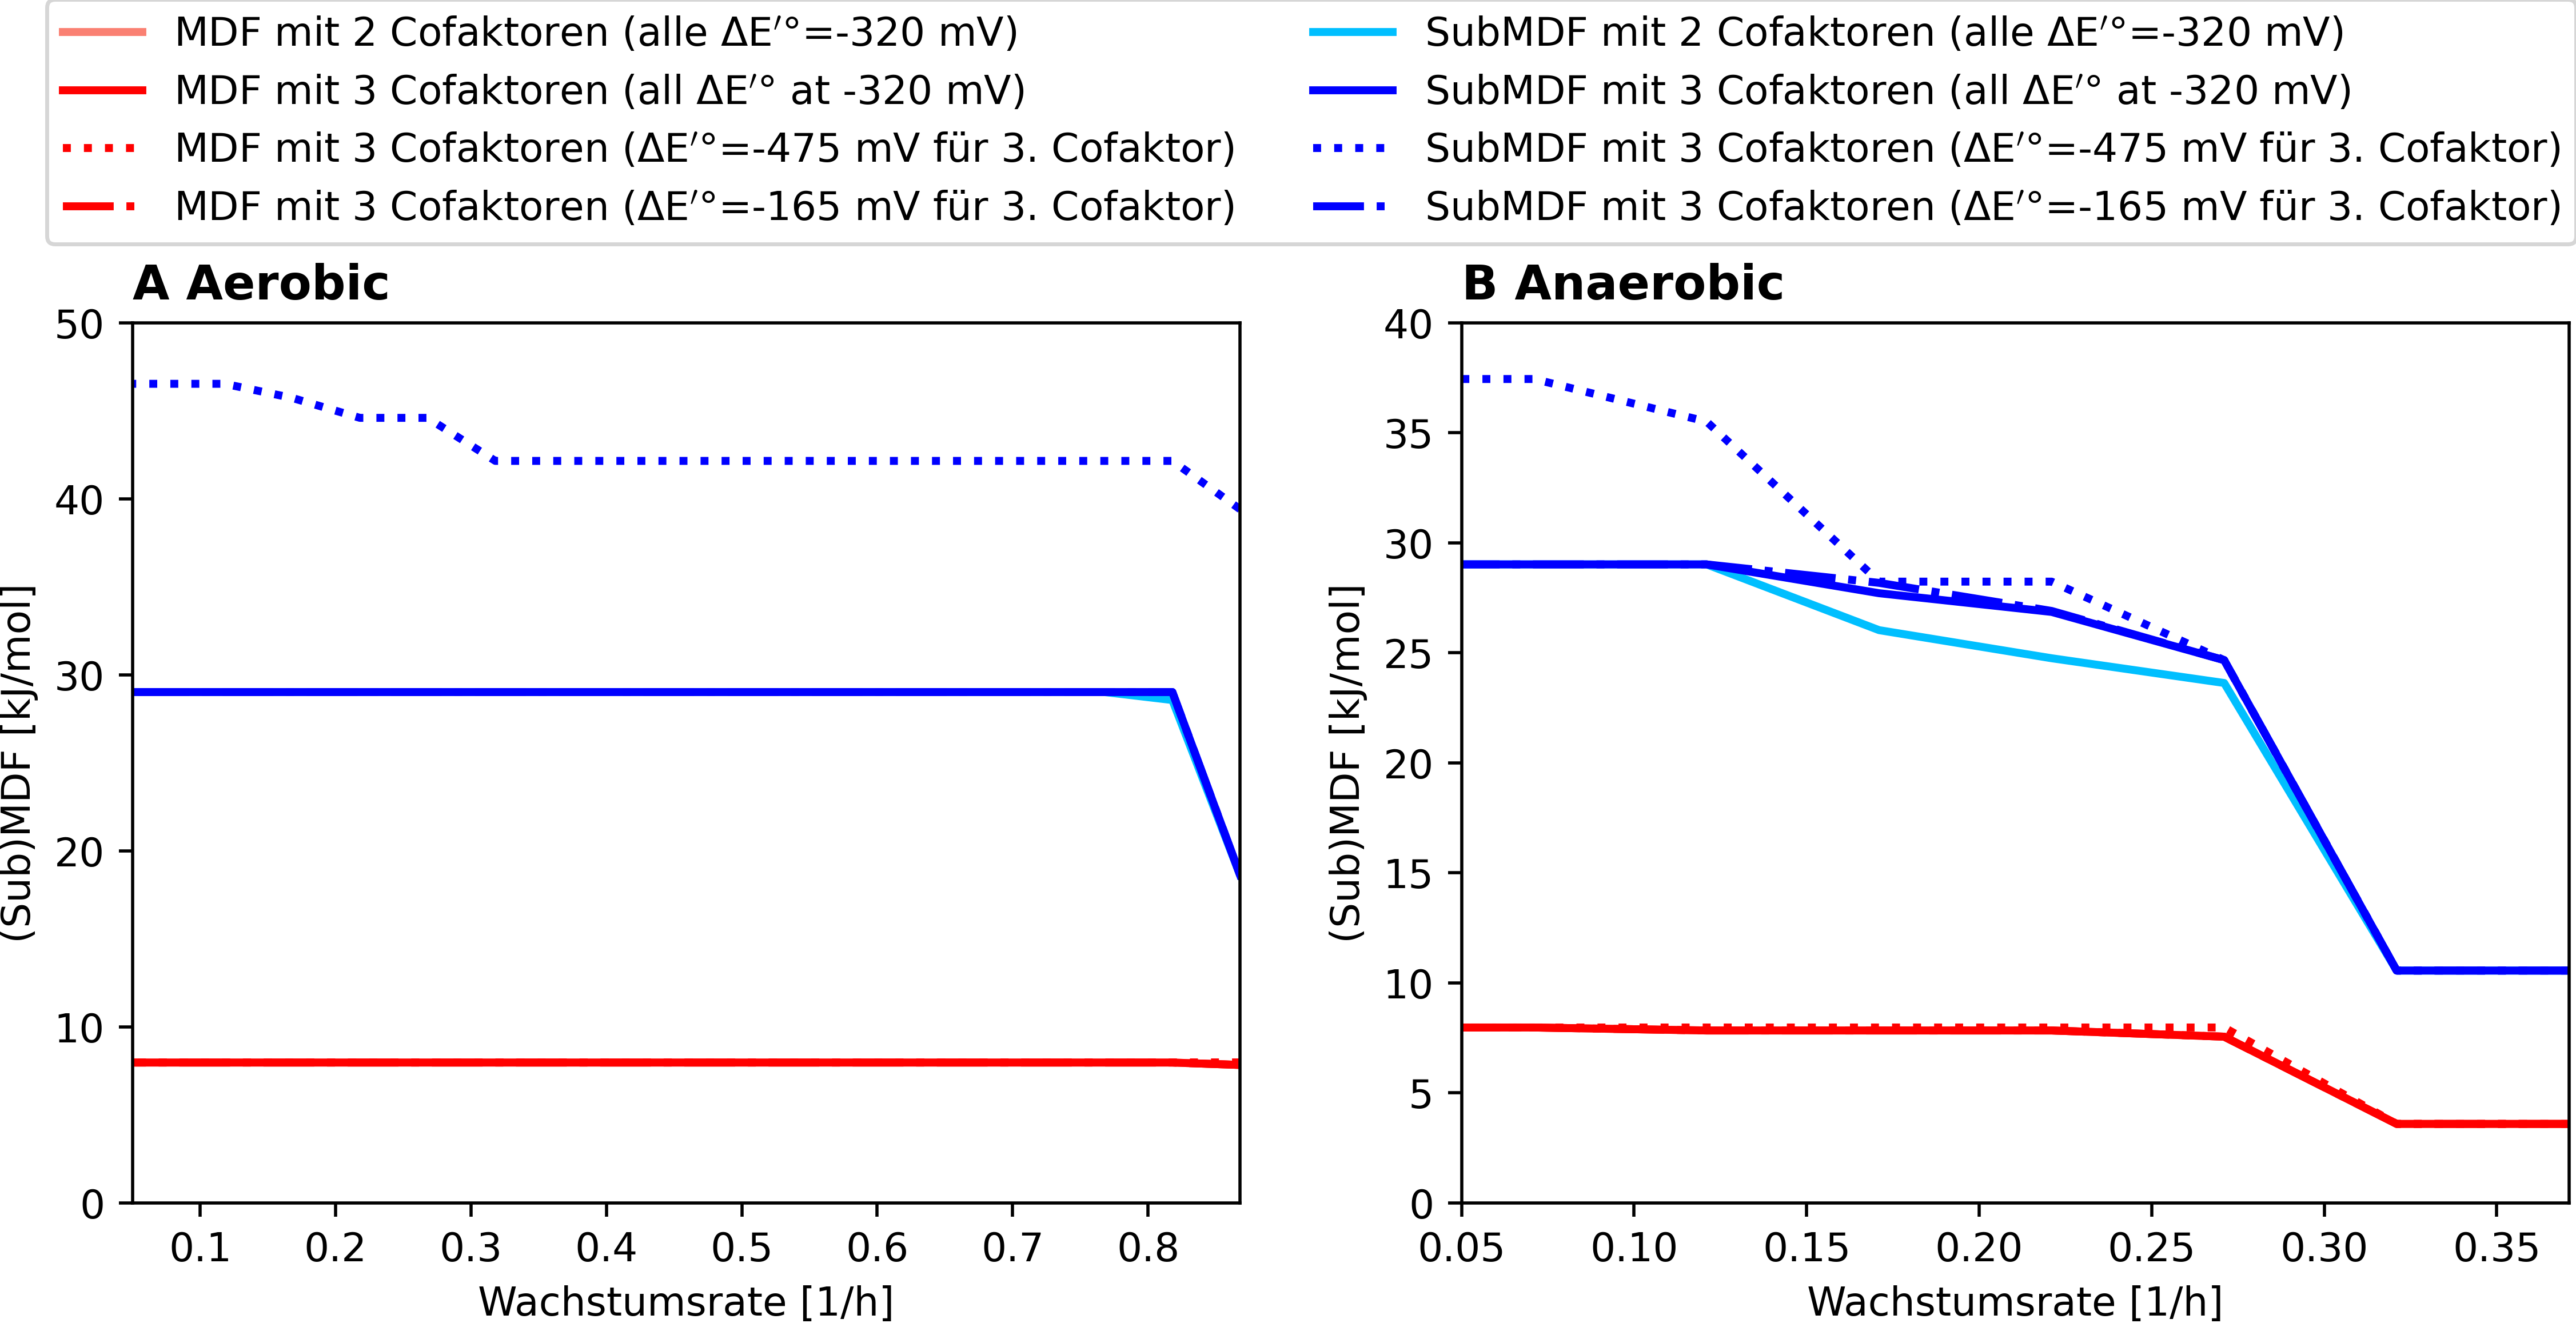 MDF mit 2 Cofaktoren (alle ΔE′°=-320 mV)
MDF mit 3 Cofaktoren (all ΔE′° at -320 mV)
MDF mit 3 Cofaktoren (ΔE′°=-475 mV für 3. Cofaktor)
MDF mit 3 Cofaktoren (ΔE′°=-165 mV für 3. Cofaktor)
SubMDF mit 2 Cofaktoren (alle ΔE′°=-320 mV)
SubMDF mit 3 Cofaktoren (all ΔE′° at -320 mV)
SubMDF mit 3 Cofaktoren (ΔE′°=-475 mV für 3. Cofaktor)
SubMDF mit 3 Cofaktoren (ΔE′°=-165 mV für 3. Cofaktor)
A Aerobic
(Sub)MDF [kJ/mol]
50
40
30
20
10
0
0.1 0.2 0.3 0.4 0.5 0.6 0.7 0.8
Wachstumsrate [1/h]
B Anaerobic
(Sub)MDF [kJ/mol]
40
35
30
25
20
15
10
5
0
0.05 0.10 0.15 0.20 0.25 0.30 0.35
Wachstumsrate [1/h]